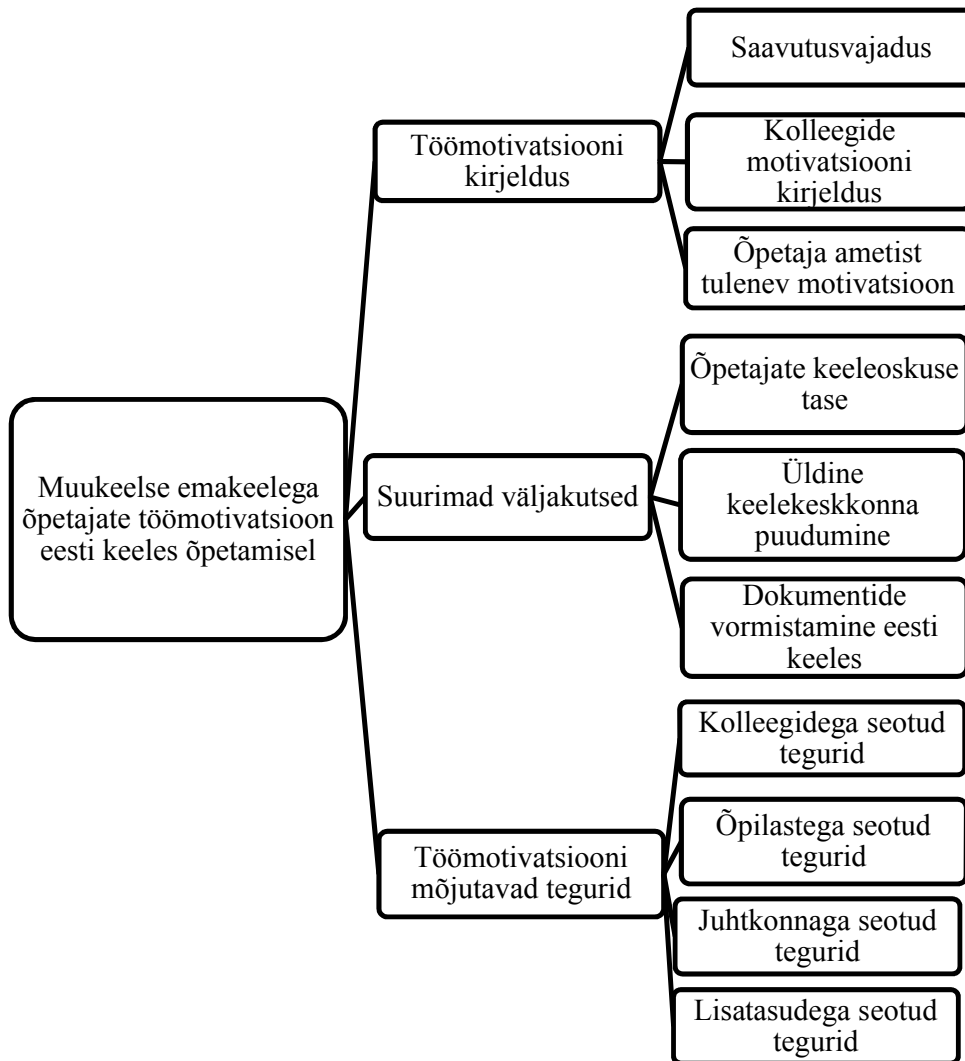 Muukeelse emakeelega
õpetajate töömotivatsioon
eesti keeles õpetamisel
Töömotivatsiooni
kirjeldus
Saavutusvajadus
Kolleegide
motivatsiooni
kirjeldus
Õpetaja ametist
tulenev motivatsioon
Suurimad väljakutsed
Õpetajate keeleoskuse
tase
Üldine
keelekeskkonna
puudumine
Dokumentide
vormistamine eesti
keeles
Töömotivatsiooni
mõjutavad tegurid
Kolleegidega seotud
tegurid
Õpilastega seotud
tegurid
Juhtkonnaga seotud
tegurid
Lisatasudega seotud
tegurid